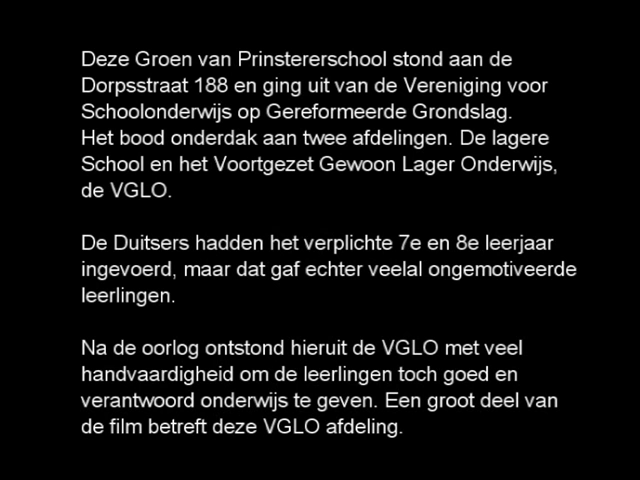 Deze Groen van Prinstererschool stond aan de
Dorpsstraat 188 en ging uit van de Vereniging voor
Schoolonderwijs op Gereformeerde Grondslag.
Het bood onderdak aan twee afdelingen. De lagere
School en het Voortgezet Gewoon Lager Onderwijs,
de VGLO.
De Duitsers hadden het verplichte 7e en 8e leerjaar
ingevoerd, maar dat gaf echter veelal ongemotiveerde
leerlingen.
Na de oorlog ontstond hieruit de VGLO met veel
handvaardigheid om de leerlingen toch goed en
verantwoord onderwijs te geven. Een groot deel van
de film betreft deze VGLO afdeling.